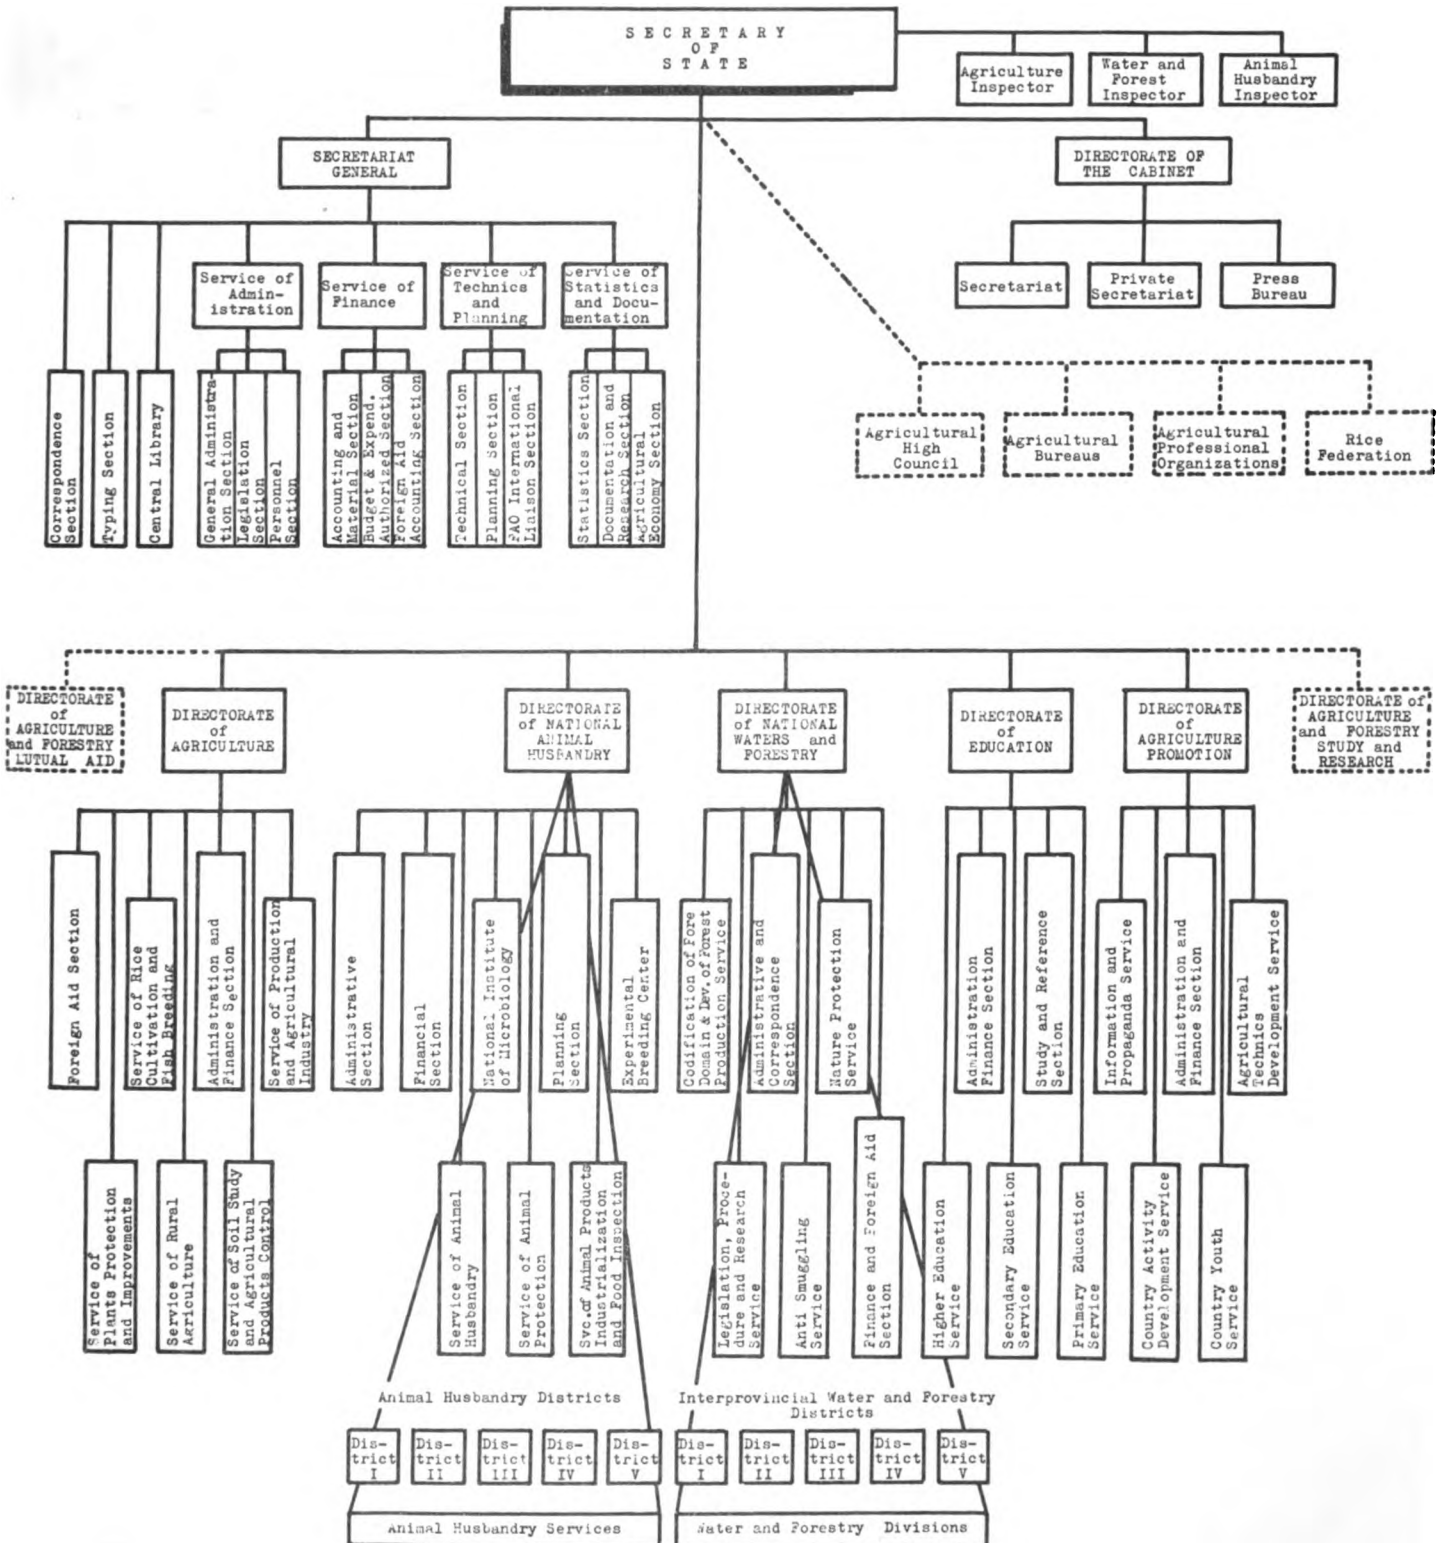 SECRETARY
OF
STATE
Agriculture
Inspector
Water and
Forest
Inspector
Animal
Husbandry
Inspector
SECRETARIAT
GENERAL
DIRECTORATE OF
THE CABINET
Service of
Admin-
istration
Service of
Finance
Service of
Technics
and
Planning
Service of
Statistics
and Docu-
mentation
Secretariat
Private
Secretariat
Press
Bureau
Correspondence
Section
Typing Section
Central Library
General Administra-
tion Section
Legislation
Section
Personnel
Section
Accounting and
Material Section
Budget & Expend.
Authorized Section
Foreign Aid
Accounting Section
Technical Section
Planning Section
FAO International
Liaison Section
Statistics Section
Documentation and
Research Section
Agricultural
Economy Section
Agricultural
High
Council
Agricultural
Bureaus
Agricultural
Professional
Organizations
Rice
Federation
DIRECTORATE
of
AGRICULTURE
and FORESTRY
LUTUAL AID
DIRECTORATE
of
AGRICULTURE
DIRECTORATE
of NATIONAL
ANIMAL
HUSBANDRY
DIRECTORATE
of NATIONAL
WATERS and
FORESTRY
DIRECTORATE
of
EDUCATION
DIRECTORATE
of
AGRICULTURE
PROMOTION
DIRECTORATE of
AGRICULTURE
and FORESTRY
STUDY and
RESEARCH
Foreign Aid Section
Service of Rice
Cultivation and
Fish Breeding
Administration and
Finance Section
Service of Production
and Agricultural
Industry
Administrative
Section
Financial
Section
National Institute
of Microbiology
Planning
Section
Experimental
Breeding Center
Codification of Fore
Domain & Dev. of Forest
Production Service
Administrative and
Correspondence
Section
Nature Protection
Service
Administration
Finance Section
Study and Reference
Section
Information and
Propaganda Service
Administration and
Finance Section
Agricultural
Technics
Development Service
Service of
Plants Protection
and Improvements
Service of Rural
Agriculture
Service of Soil Study
and Agricultural
Products Control
Service of Animal
Husbandry
Service of Animal
Protection
Svc. of Animal Products
Industrialization
and Food Inspection
Legislation, Proce-
dure and Research
Service
Anti Smuggling
Service
Finance and Foreign Aid
Section
Higher Education
Service
Secondary Education
Service
Primary Education
Service
Country Activity
Development Service
Country Youth
Service
Animal Husbandry Districts
Interprovincial Water and Forestry
Districts
Dis-
trict
I
Dis-
trict
II
Dis-
trict
III
Dis-
trict
IV
Dis-
trict
V
Dis-
trict
I
Dis-
trict
II
Dis-
trict
III
Dis-
trict
IV
Dis-
trict
V
Animal Husbandry Services
Water and Forestry Divisions